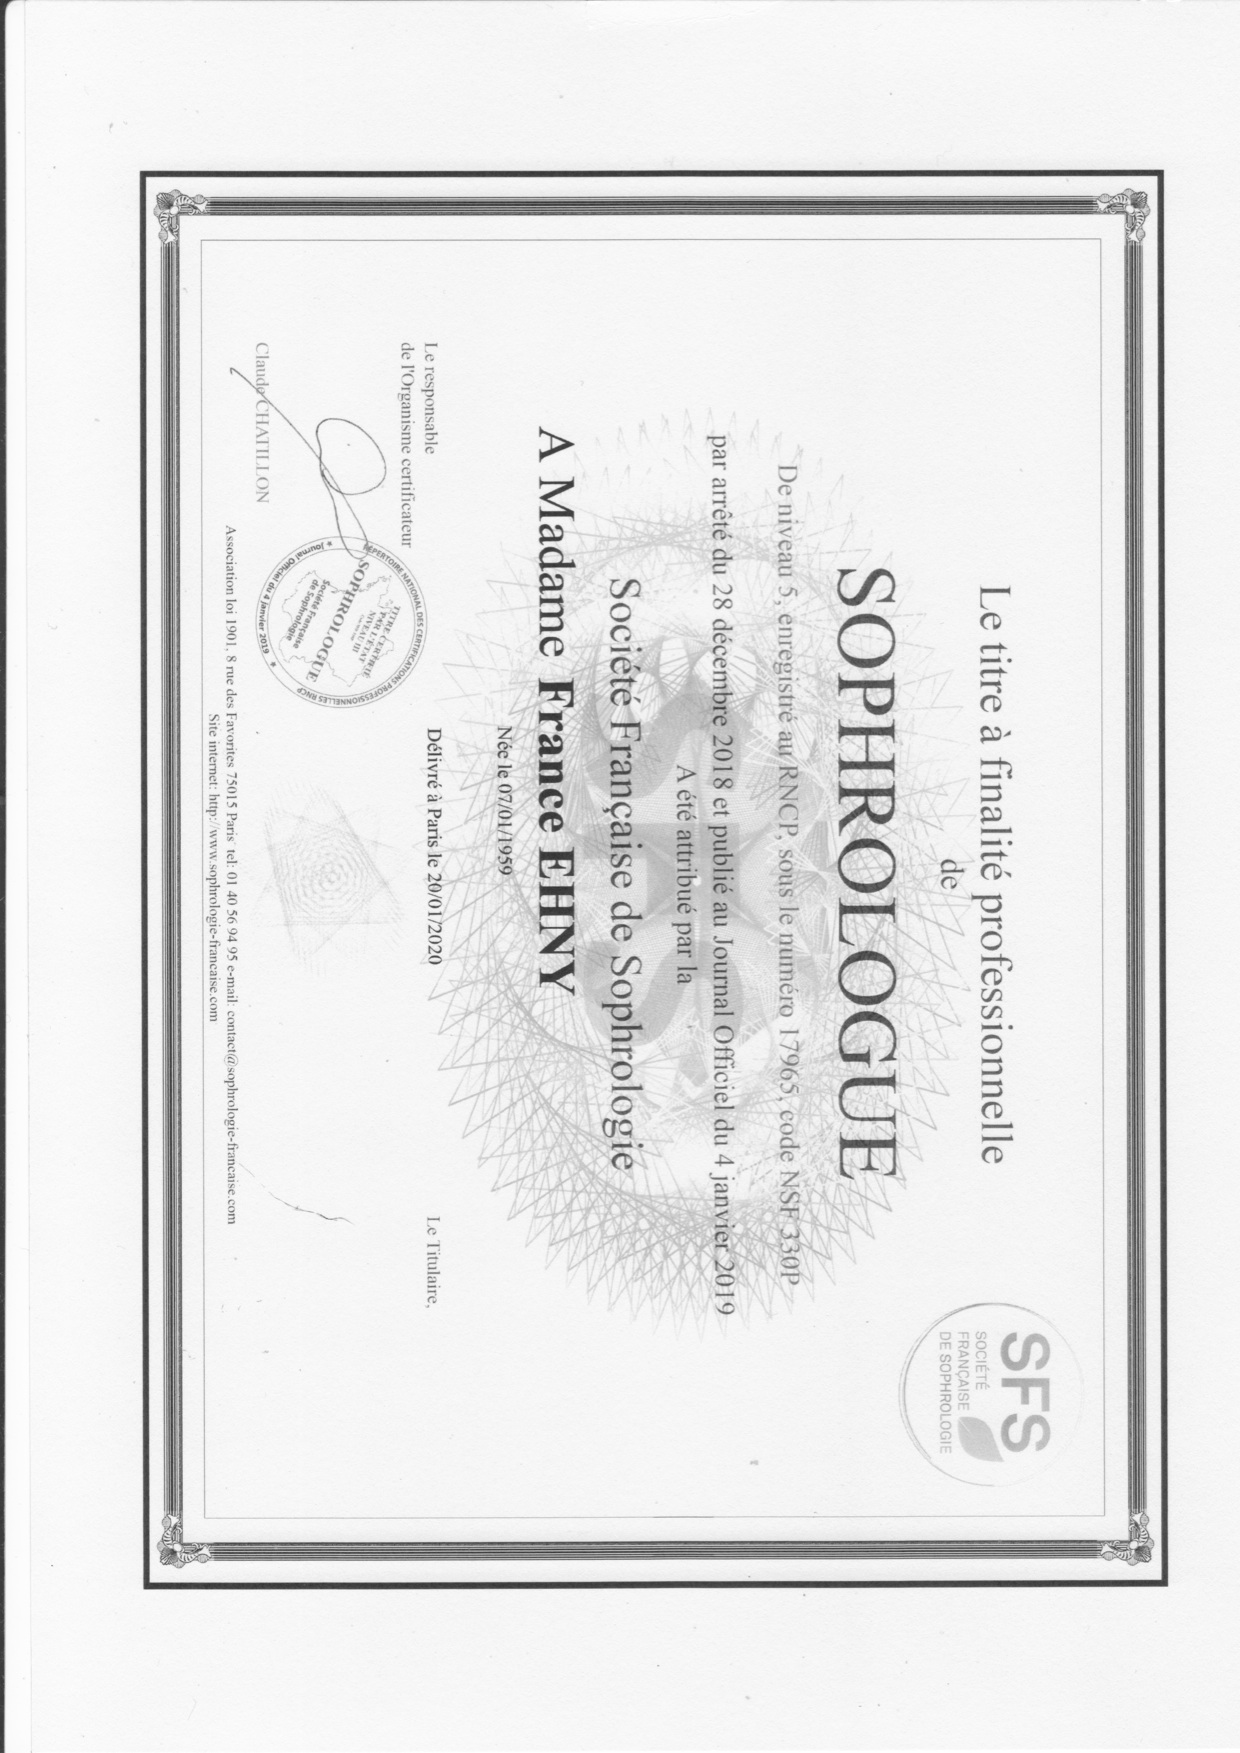 SFS
SOCIÉTÉ
FRANÇAISE
DE SOPHROLOGIE
Le titre à finalité professionnelle
de
SOPHROLOGUE
De niveau 5, enregistré au RNCP, sous le numéro 17965, code NSF 330P
par arrêté du 28 décembre 2018 et publié au Journal Officiel du 4 janvier 2019
A été attribué par la
Société Française de Sophrologie
A Madame France EHNY
Née le 07/01/1959
Délivré à Paris le 20/01/2020
Le responsable
de l'Organisme certificateur
Le Titulaire,
RÉPERTOIRE NATIONAL DES CERTIFICATIONS PROFESSIONNELLES RNCP
TITRE CERTIFIÉ
PAR L'ÉTAT
NIVEAU III
SOPHROLOGUE
Société Française
de Sophrologie
* Journal Officiel du 4 janvier 2019 *
Claude CHATILLON
Association loi 1901, 8 rue des Favorites 75015 Paris tel: 01 40 56 94 95 e-mail: contact@sophrologie-francaise.com
Site internet: http://www.sophrologie-francaise.com
SFS